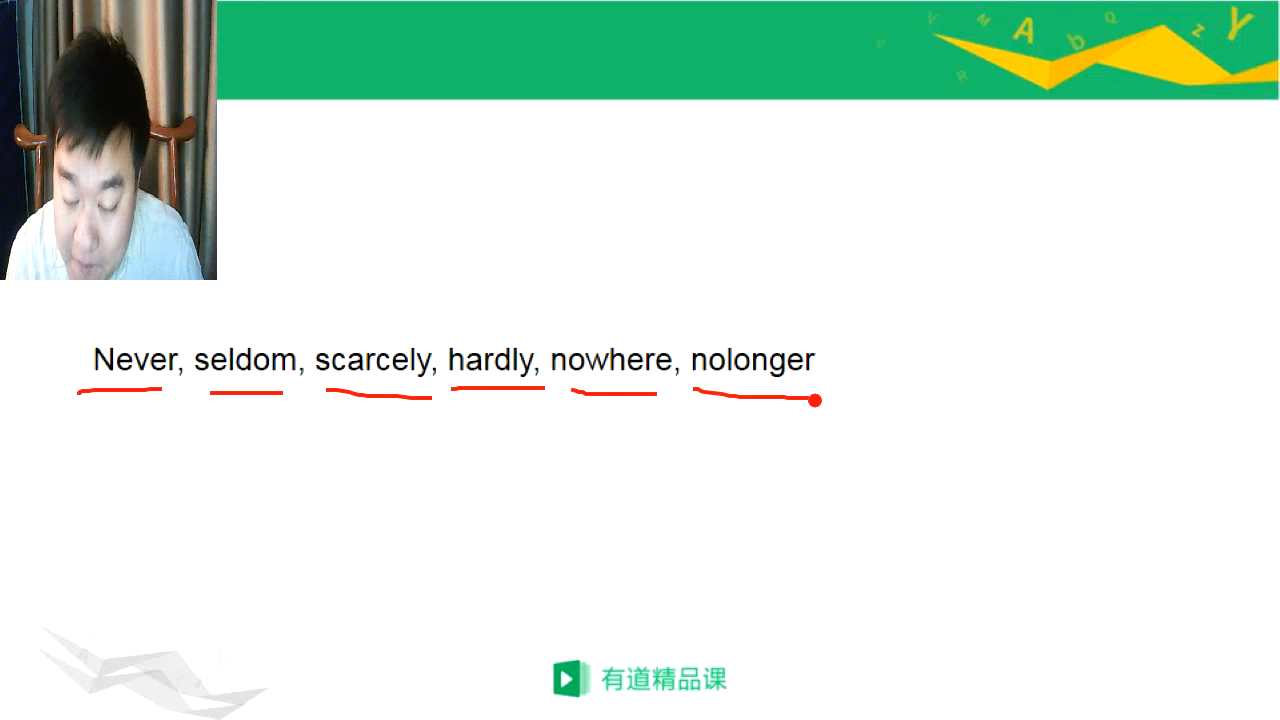 Y M A b Q z Y
R
Never, seldom, scarcely, hardly, nowhere, nolonger
有道精品课